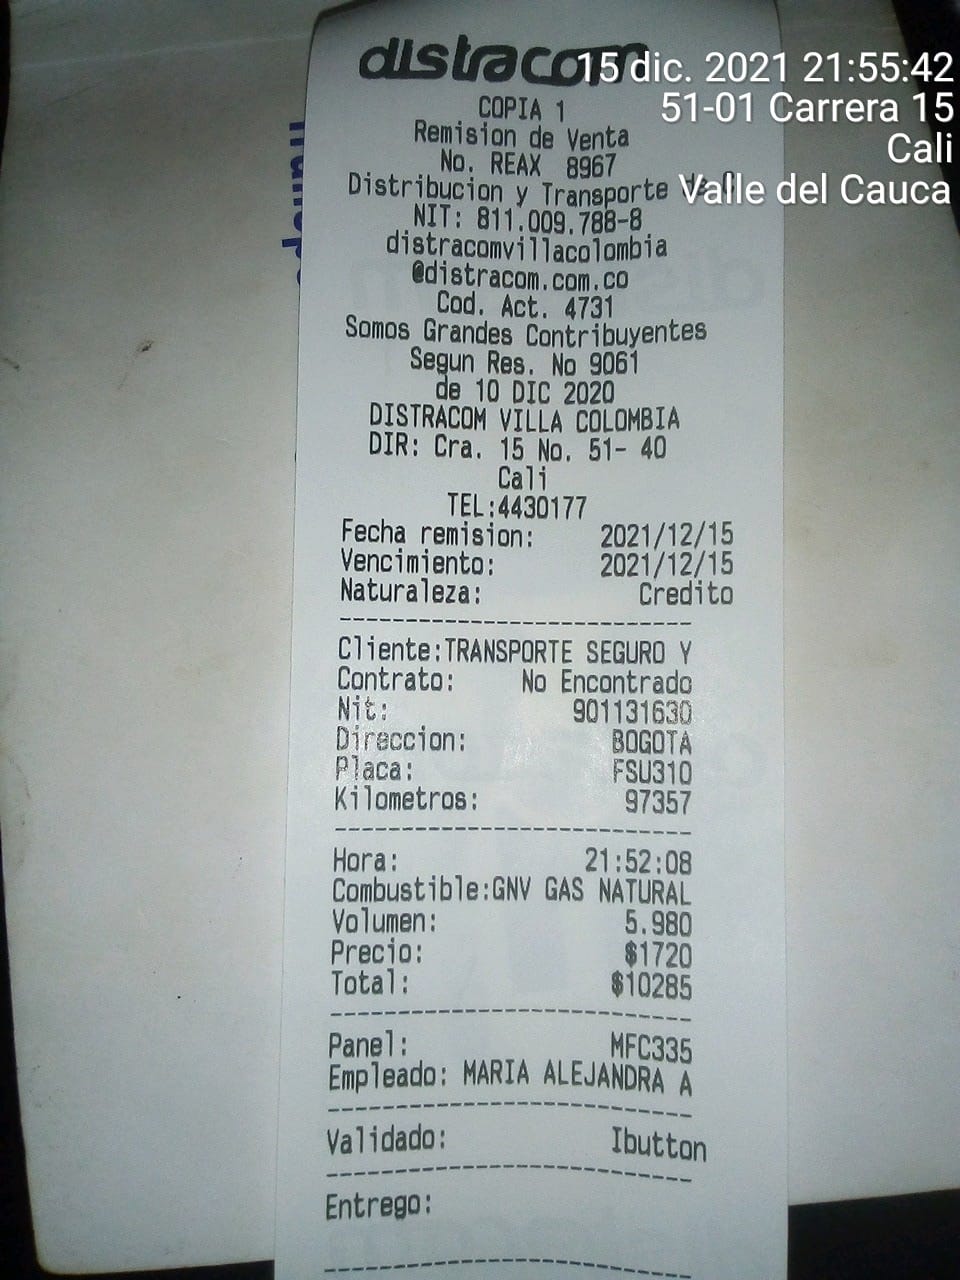 distracom
15 dic. 2021 21:55:42
51-01 Carrera 15
Cali
Valle del Cauca
COPIA 1
Remision de Venta
No. REAX 8967
Distribucion y Transporte de C
NIT: 811.009.788-8
distracomvillacolombia
@distracom.com.co
Cod. Act. 4731
Somos Grandes Contribuyentes
Segun Res. No 9061
de 10 DIC 2020
DISTRACOM VILLA COLOMBIA
DIR: Cra. 15 No. 51- 40
Cali
TEL:4430177
Fecha remision: 2021/12/15
Vencimiento: 2021/12/15
Naturaleza: Credito
Cliente:TRANSPORTE SEGURO Y
Contrato: No Encontrado
Nit: 901131630
Direccion: BOGOTA
Placa: FSU310
Kilometros: 97357
Hora: 21:52:08
Combustible:GNV GAS NATURAL
Volumen: 5.980
Precio: $1720
Total: $10285
Panel: MFC335
Empleado: MARIA ALEJANDRA A
Validado: Ibutton
Entrego: